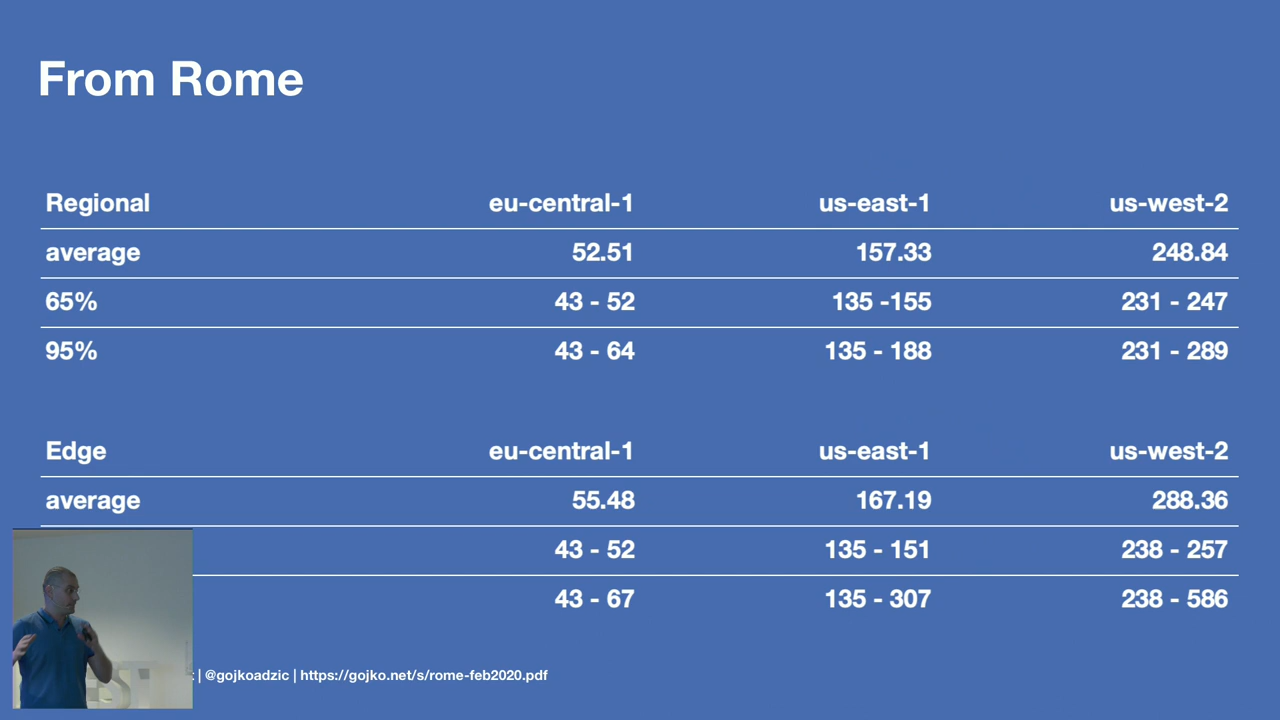 From Rome
Regional eu-central-1 us-east-1 us-west-2
average 52.51 157.33 248.84
65% 43 - 52 135 -155 231 - 247
95% 43 - 64 135 - 188 231 - 289
Edge eu-central-1 us-east-1 us-west-2
average 55.48 167.19 288.36
43 - 52 135 - 151 238 - 257
43 - 67 135 - 307 238 - 586
| @gojkoadzic | https://gojko.net/s/rome-feb2020.pdf